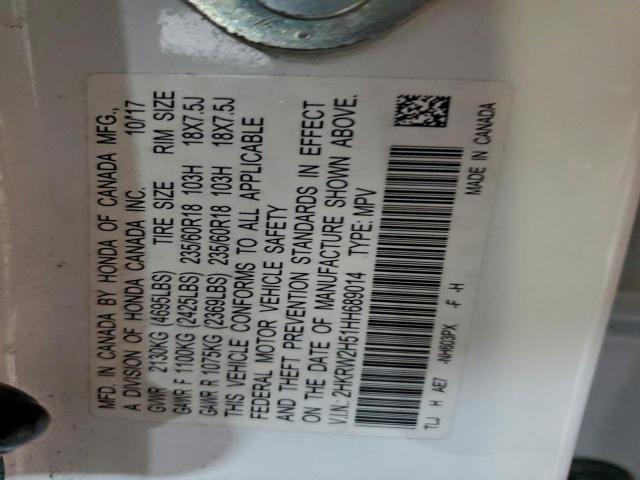 MFD. IN CANADA BY HONDA OF CANADA MFG.,
A DIVISION OF HONDA CANADA INC. 10/17
GVWR 2130KG (4695LBS) TIRE SIZE RIM SIZE
GAWR F 1100KG (2425LBS) 235/60R18 103H 18X7.5J
GAWR R 1075KG (2369LBS) 235/60R18 103H 18X7.5J
THIS VEHICLE CONFORMS TO ALL APPLICABLE
FEDERAL MOTOR VEHICLE SAFETY
AND THEFT PREVENTION STANDARDS IN EFFECT
ON THE DATE OF MANUFACTURE SHOWN ABOVE.
V.I.N.: 2HKRW2H51HH689014 TYPE: MPV
TLJ H AE7 -NH603PX -F -H
MADE IN CANADA